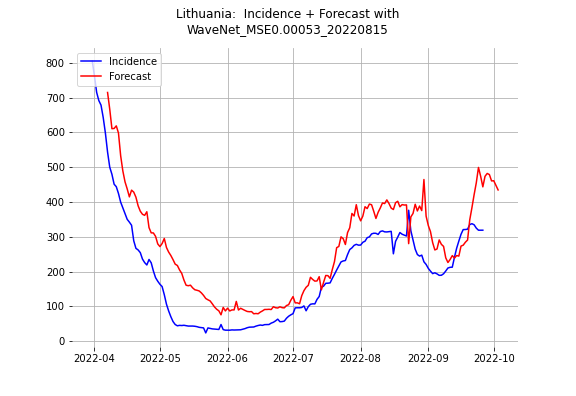 Lithuania:  Incidence + Forecast with
WaveNet_MSE0.00053_20220815
Incidence
Forecast
800
700
600
500
400
300
200
100
0
2022-04 2022-05 2022-06 2022-07 2022-08 2022-09 2022-10